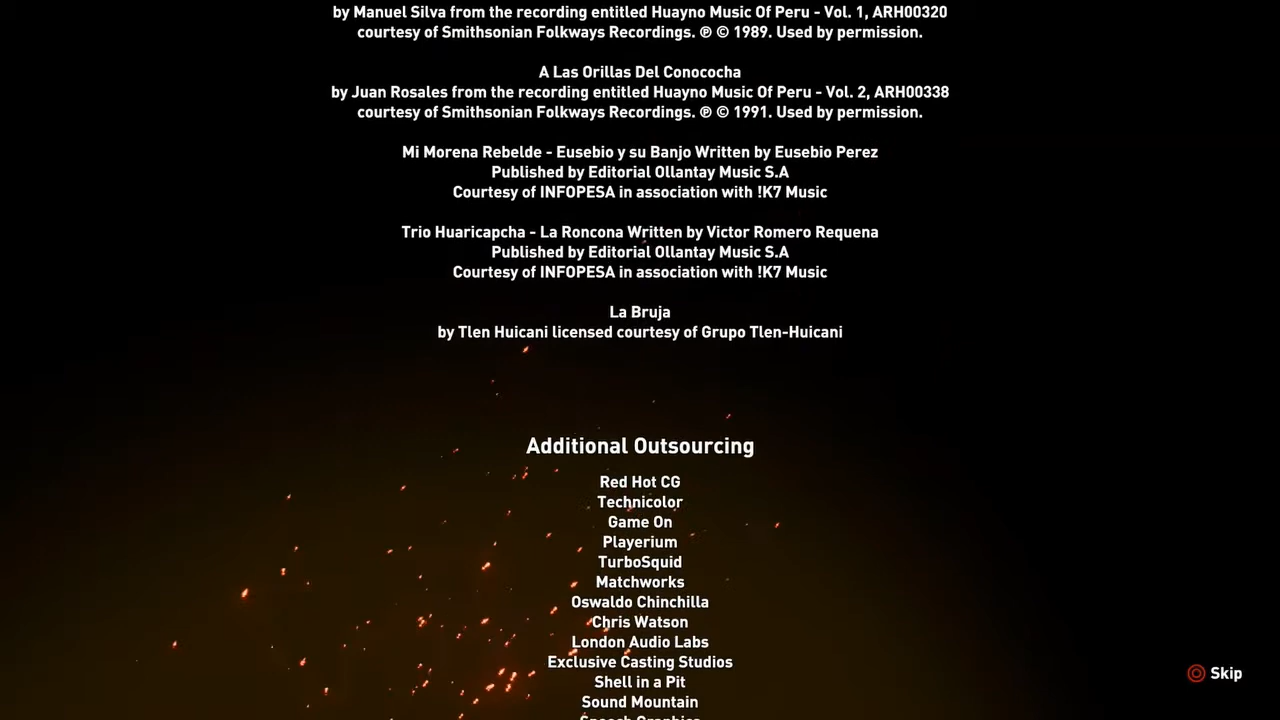 by Manuel Silva from the recording entitled Huayno Music Of Peru - Vol. 1, ARH00320
courtesy of Smithsonian Folkways Recordings. ℗ © 1989. Used by permission.
A Las Orillas Del Conococha
by Juan Rosales from the recording entitled Huayno Music Of Peru - Vol. 2, ARH00338
courtesy of Smithsonian Folkways Recordings. ℗ © 1991. Used by permission.
Mi Morena Rebelde - Eusebio y su Banjo Written by Eusebio Perez
Published by Editorial Ollantay Music S.A
Courtesy of INFOPESA in association with !K7 Music
Trio Huaricapcha - La Roncona Written by Victor Romero Requena
Published by Editorial Ollantay Music S.A
Courtesy of INFOPESA in association with !K7 Music
La Bruja
by Tlen Huicani licensed courtesy of Grupo Tlen-Huicani
Additional Outsourcing
Red Hot CG
Technicolor
Game On
Playerium
TurboSquid
Matchworks
Oswaldo Chinchilla
Chris Watson
London Audio Labs
Exclusive Casting Studios
Shell in a Pit
Skip
Sound Mountain
Speech Graphics